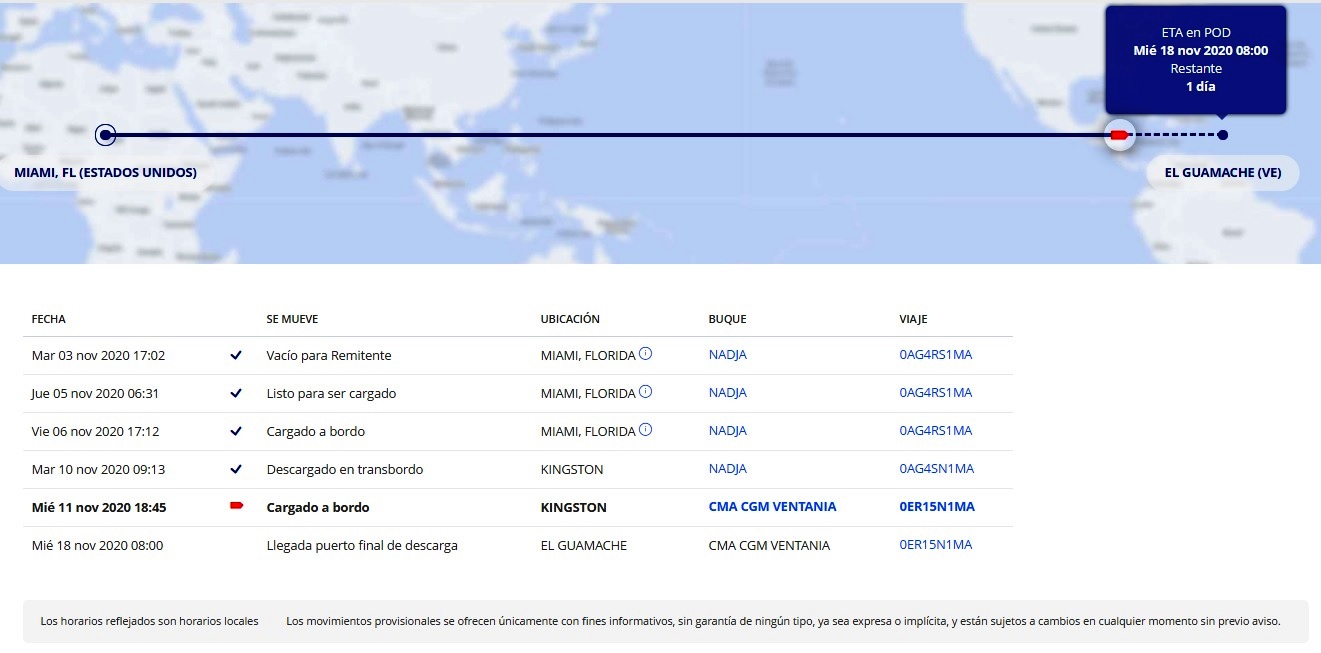 ETA en POD
Mié 18 nov 2020 08:00
Restante
1 día
MIAMI, FL (ESTADOS UNIDOS)
EL GUAMACHE (VE)
FECHA SE MUEVE UBICACIÓN BUQUE VIAJE
Mar 03 nov 2020 17:02 Vacío para Remitente MIAMI, FLORIDA NADJA 0AG4RS1MA
Jue 05 nov 2020 06:31 Listo para ser cargado MIAMI, FLORIDA NADJA 0AG4RS1MA
Vie 06 nov 2020 17:12 Cargado a bordo MIAMI, FLORIDA NADJA 0AG4RS1MA
Mar 10 nov 2020 09:13 Descargado en transbordo KINGSTON NADJA 0AG4SN1MA
Mié 11 nov 2020 18:45 Cargado a bordo KINGSTON CMA CGM VENTANIA 0ER15N1MA
Mié 18 nov 2020 08:00 Llegada puerto final de descarga EL GUAMACHE CMA CGM VENTANIA 0ER15N1MA
Los horarios reflejados son horarios locales Los movimientos provisionales se ofrecen únicamente con fines informativos, sin garantía de ningún tipo, ya sea expresa o implícita, y están sujetos a cambios en cualquier momento sin previo aviso.